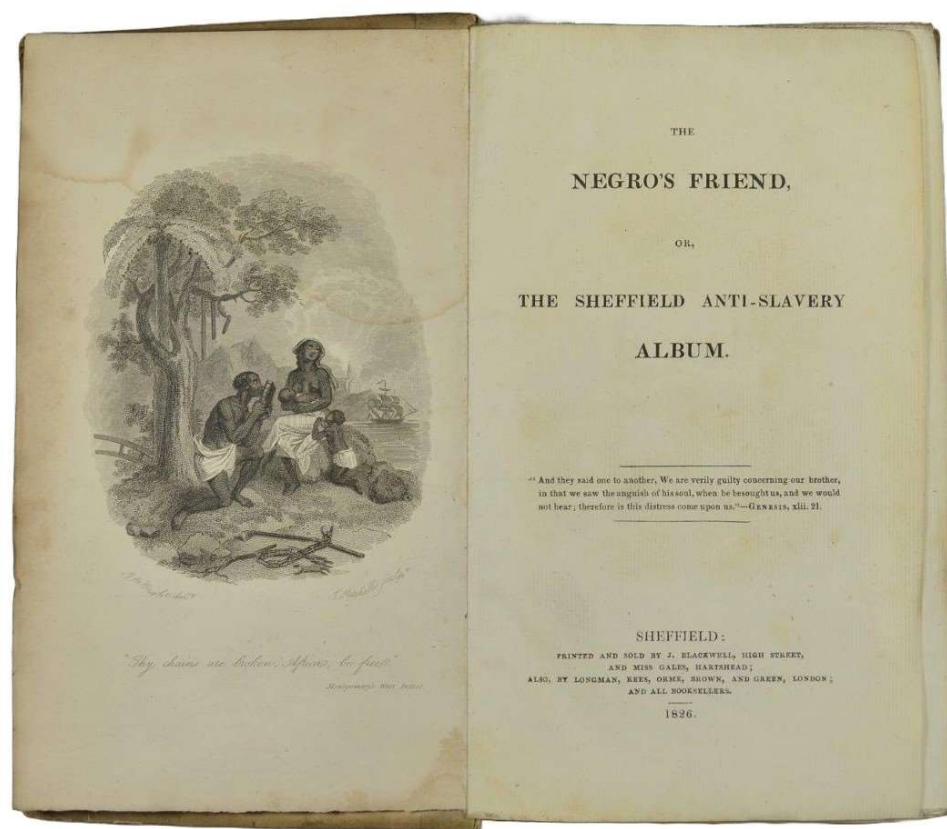 "Thy chains are broken, Africa, be free!"
Montgomery's West Indies.
THE
NEGRO'S FRIEND,
OR,
THE SHEFFIELD ANTI-SLAVERY
ALBUM.
"And they said one to another, We are verily guilty concerning our brother,
in that we saw the anguish of his soul, when he besought us, and we would
not hear; therefore is this distress come upon us."—GENESIS, xlii. 21.
SHEFFIELD:
PRINTED AND SOLD BY J. BLACKWELL, HIGH STREET,
AND MISS GALES, HARTSHEAD;
ALSO, BY LONGMAN, REES, ORME, BROWN, AND GREEN, LONDON;
AND ALL BOOKSELLERS.
1826.